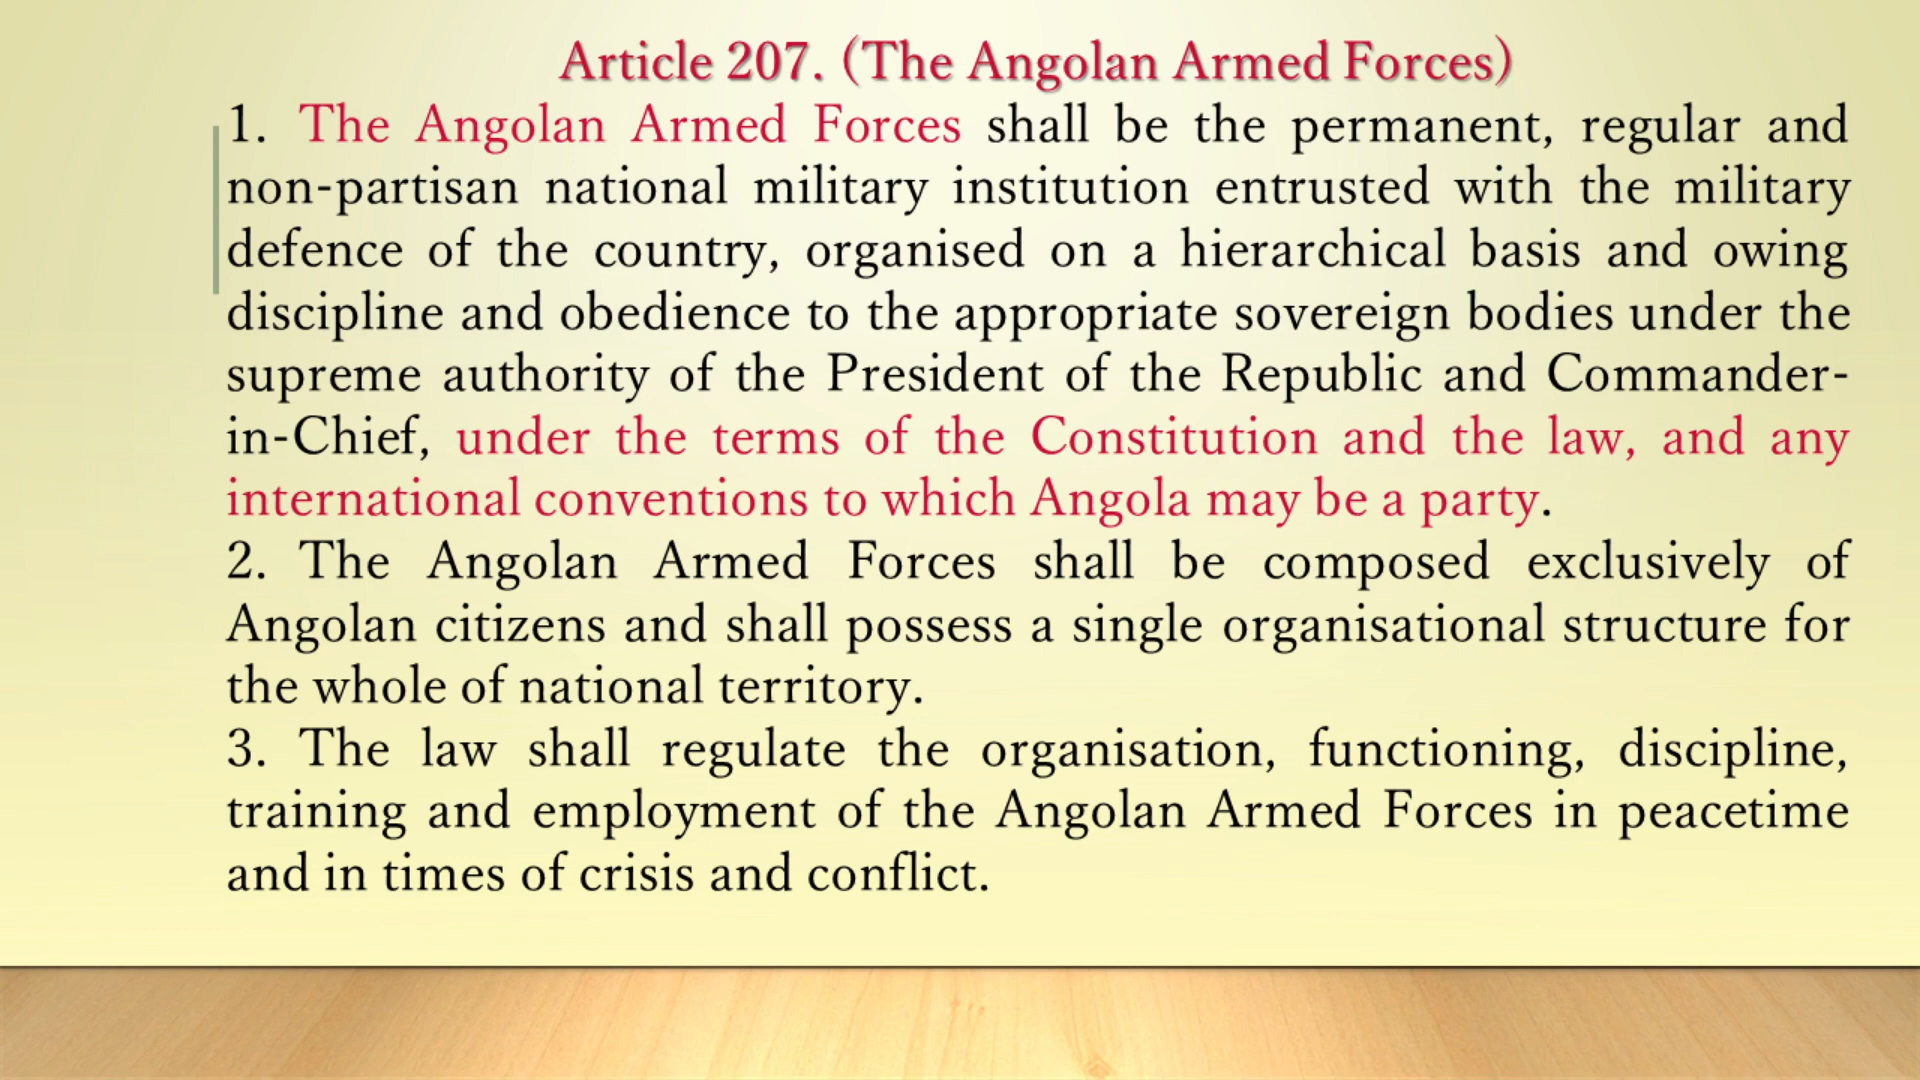 Article 207. (The Angolan Armed Forces)
1. The Angolan Armed Forces shall be the permanent, regular and
non-partisan national military institution entrusted with the military
defence of the country, organised on a hierarchical basis and owing
discipline and obedience to the appropriate sovereign bodies under the
supreme authority of the President of the Republic and Commander-
in-Chief, under the terms of the Constitution and the law, and any
international conventions to which Angola may be a party.
2. The Angolan Armed Forces shall be composed exclusively of
Angolan citizens and shall possess a single organisational structure for
the whole of national territory.
3. The law shall regulate the organisation, functioning, discipline,
training and employment of the Angolan Armed Forces in peacetime
and in times of crisis and conflict.